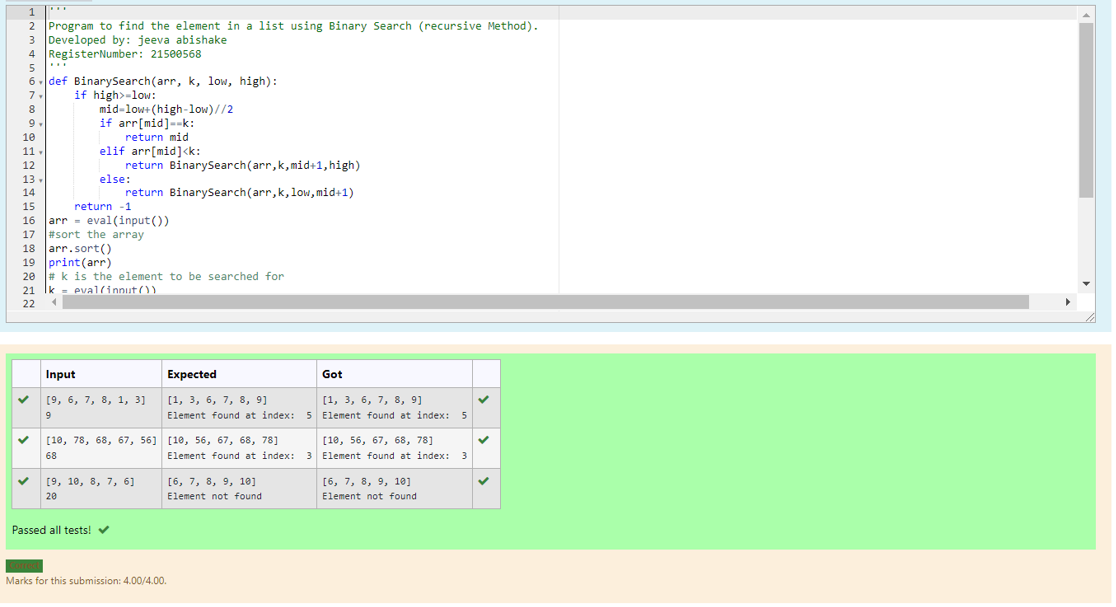 1 '''
2 Program to find the element in a list using Binary Search (recursive Method).
3 Developed by: jeeva abishake
4 RegisterNumber: 21500568
5 '''
6 def BinarySearch(arr, k, low, high):
7     if high>=low:
8         mid=low+(high-low)//2
9         if arr[mid]==k:
10             return mid
11         elif arr[mid]<k:
12             return BinarySearch(arr,k,mid+1,high)
13         else:
14             return BinarySearch(arr,k,low,mid+1)
15     return -1
16 arr = eval(input())
17 #sort the array
18 arr.sort()
19 print(arr)
20 # k is the element to be searched for
21 k = eval(input())
22
Input Expected Got
[9, 6, 7, 8, 1, 3] [1, 3, 6, 7, 8, 9] [1, 3, 6, 7, 8, 9]
9 Element found at index:  5 Element found at index:  5
[10, 78, 68, 67, 56] [10, 56, 67, 68, 78] [10, 56, 67, 68, 78]
68 Element found at index:  3 Element found at index:  3
[9, 10, 8, 7, 6] [6, 7, 8, 9, 10] [6, 7, 8, 9, 10]
20 Element not found Element not found
Passed all tests!
Marks for this submission: 4.00/4.00.